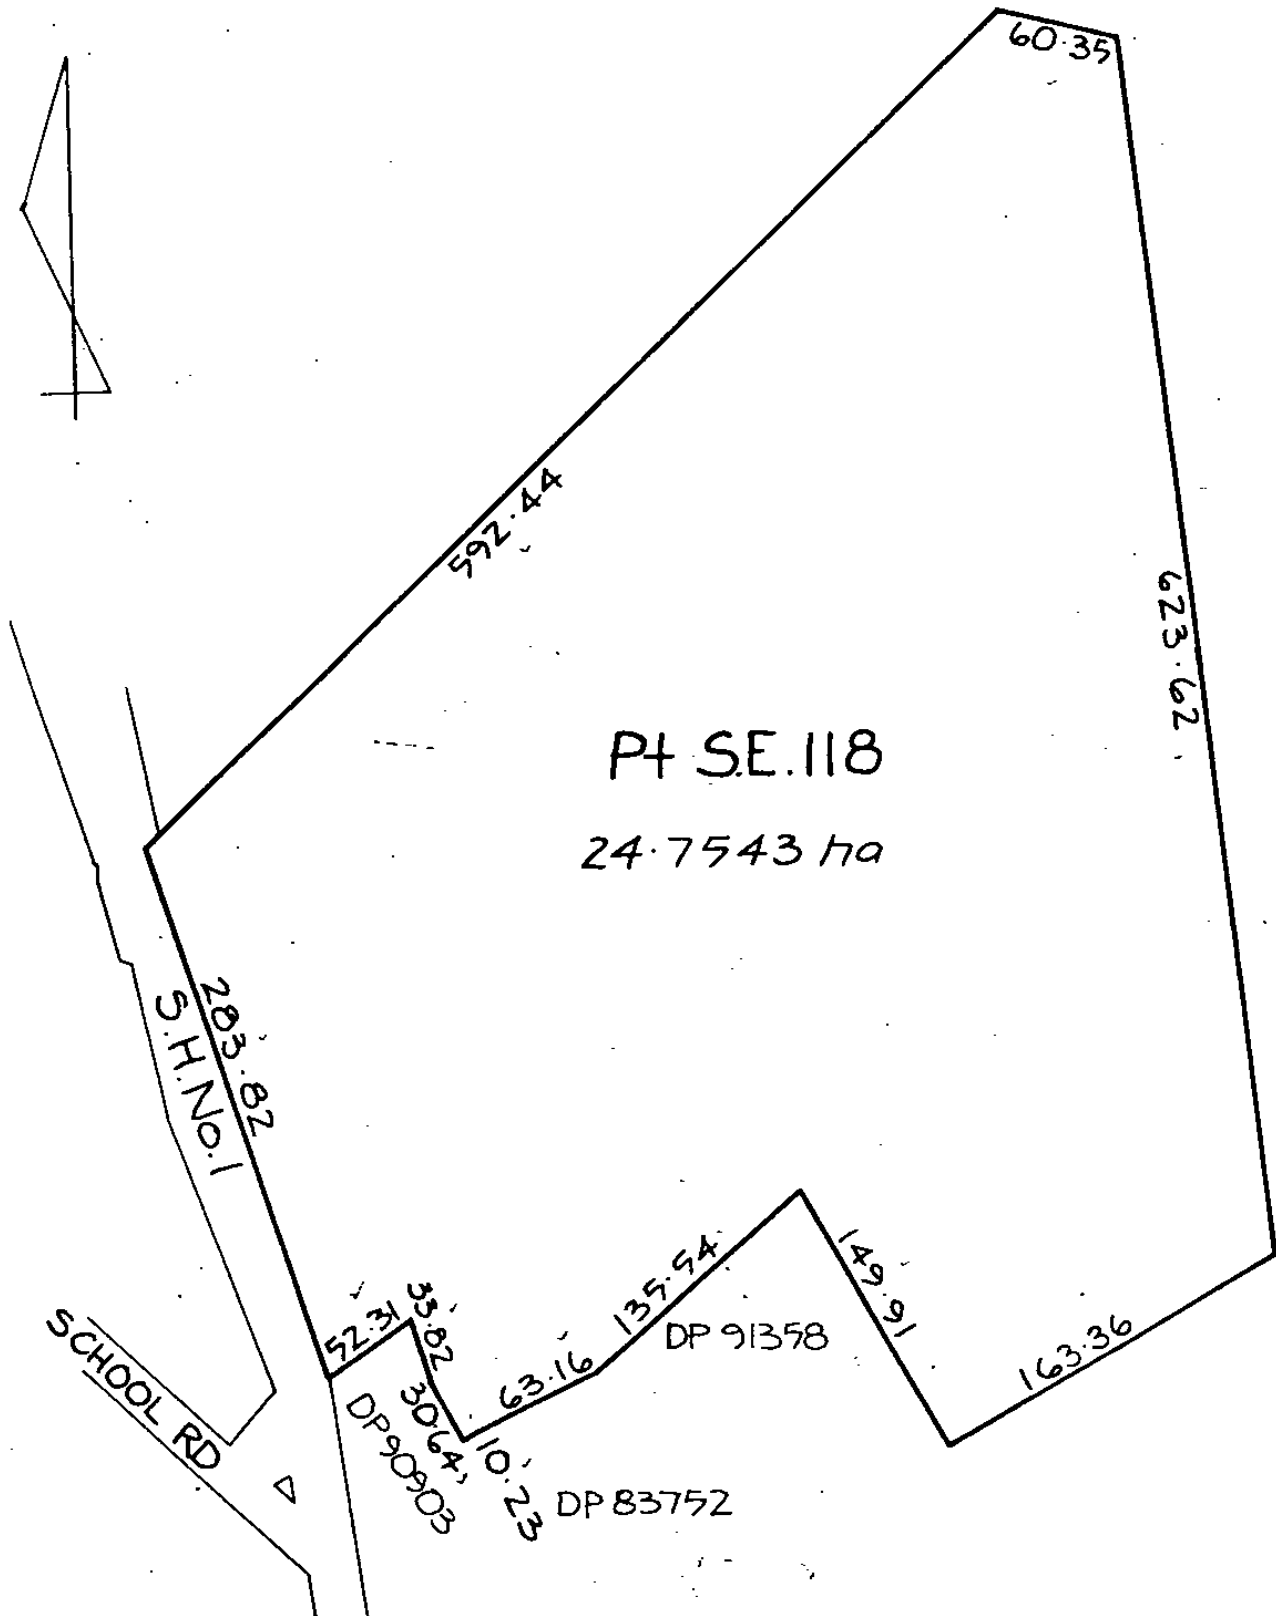 60.35
592.44
623.62
Pt S.E.118
24.7543 ha
283.82
S.H.No.1
52.31
33.82
30.64
10.23
63.16
135.54
149.91
163.36
DP 91358
DP 90903
DP 83752
SCHOOL RD